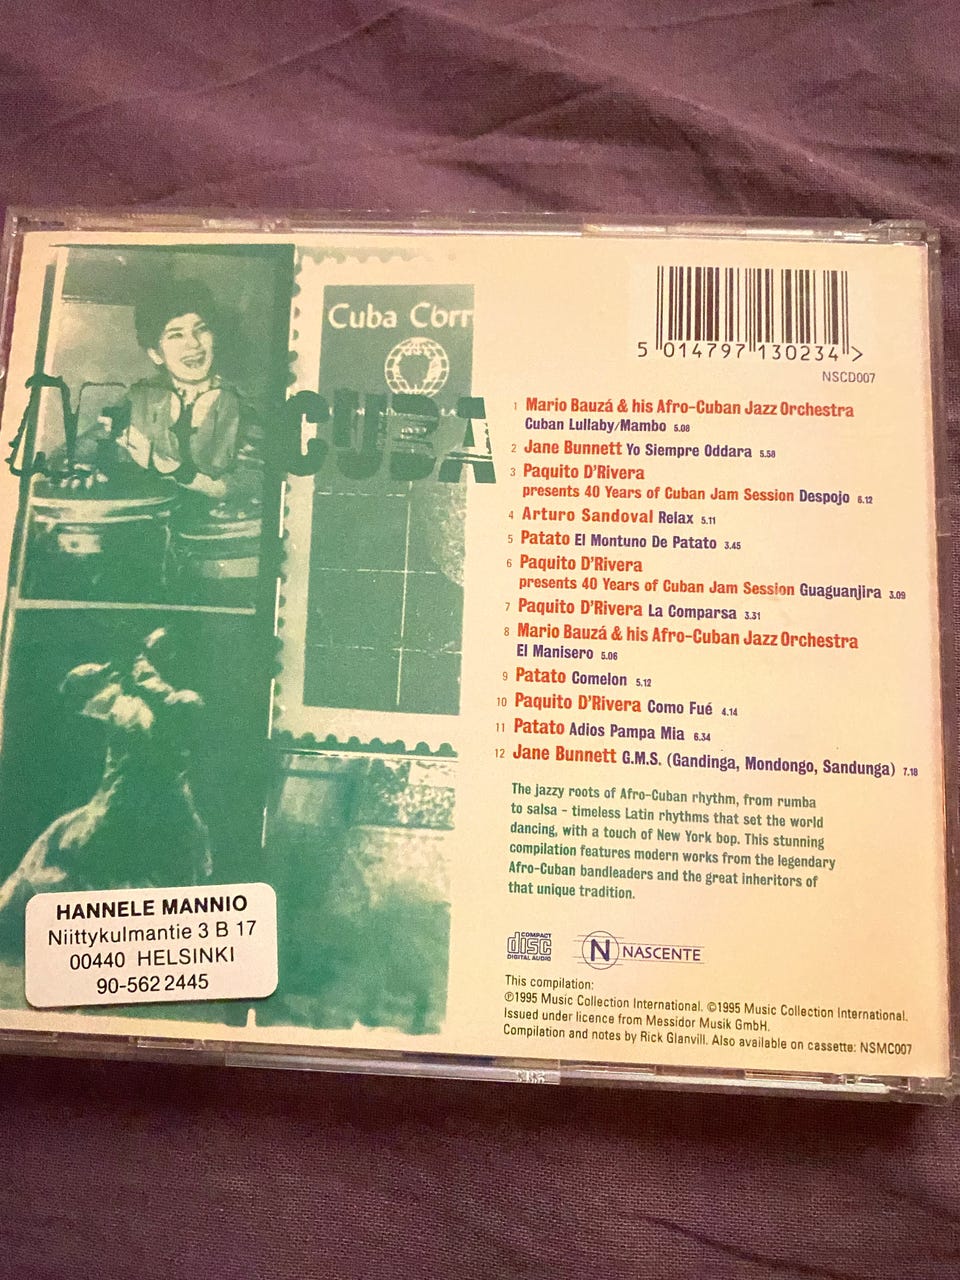 Cuba Corr
CUBA
5 014797 130234 >
NSCD007
1 Mario Bauzá & his Afro-Cuban Jazz Orchestra
Cuban Lullaby/Mambo 5.08
2 Jane Bunnett Yo Siempre Oddara 5.58
3 Paquito D'Rivera
presents 40 Years of Cuban Jam Session Despojo 6.12
4 Arturo Sandoval Relax 5.11
5 Patato El Montuno De Patato 3.45
6 Paquito D'Rivera
presents 40 Years of Cuban Jam Session Guaguanjira 3.09
7 Paquito D'Rivera La Comparsa 3.31
8 Mario Bauzá & his Afro-Cuban Jazz Orchestra
El Manisero 5.06
9 Patato Comelon 5.12
10 Paquito D'Rivera Como Fué 4.14
11 Patato Adios Pampa Mia 6.34
12 Jane Bunnett G.M.S. (Gandinga, Mondongo, Sandunga) 7.18
The jazzy roots of Afro-Cuban rhythm, from rumba
to salsa – timeless Latin rhythms that set the world
dancing, with a touch of New York bop. This stunning
compilation features modern works from the legendary
Afro-Cuban bandleaders and the great inheritors of
that unique tradition.
COMPACT
disc
DIGITAL AUDIO
N NASCENTE
This compilation:
℗1995 Music Collection International. ©1995 Music Collection International.
Issued under licence from Messidor Musik GmbH.
Compilation and notes by Rick Glanvill. Also available on cassette: NSMC007
HANNELE MANNIO
Niittykulmantie 3 B 17
00440 HELSINKI
90-562 2445